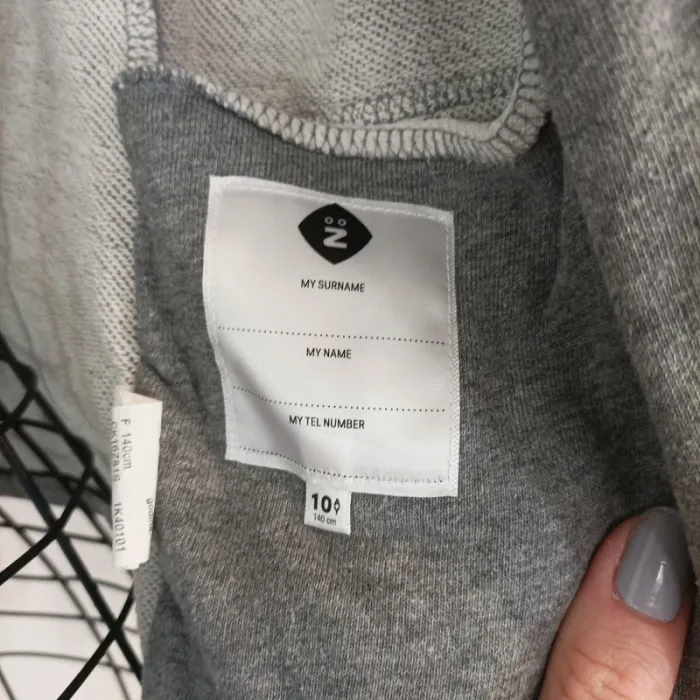 Z
MY SURNAME
MY NAME
MY TEL NUMBER
10
140 cm
F 140cm
1K40101